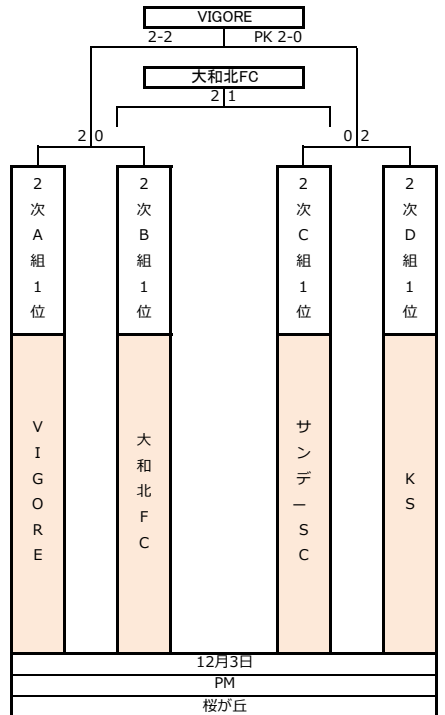 VIGORE
2-2 PK 2-0
大和北FC
2 1
2 0
0 2
2次A組1位
2次B組1位
2次C組1位
2次D組1位
VIGORE
大和北FC
サンデーSC
KS
12月3日
PM
桜が丘